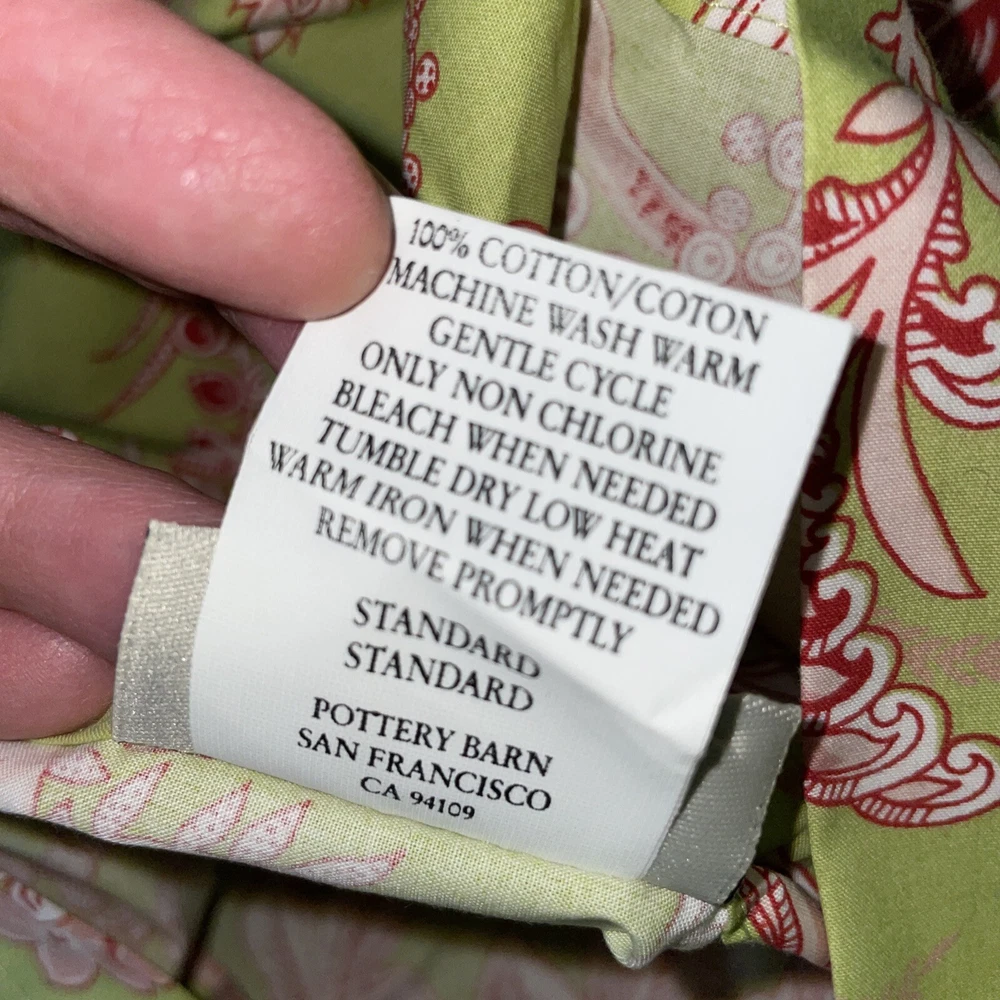 100% COTTON/COTON
MACHINE WASH WARM
GENTLE CYCLE
ONLY NON CHLORINE
BLEACH WHEN NEEDED
TUMBLE DRY LOW HEAT
WARM IRON WHEN NEEDED
REMOVE PROMPTLY
STANDARD
STANDARD
POTTERY BARN
SAN FRANCISCO
CA 94109